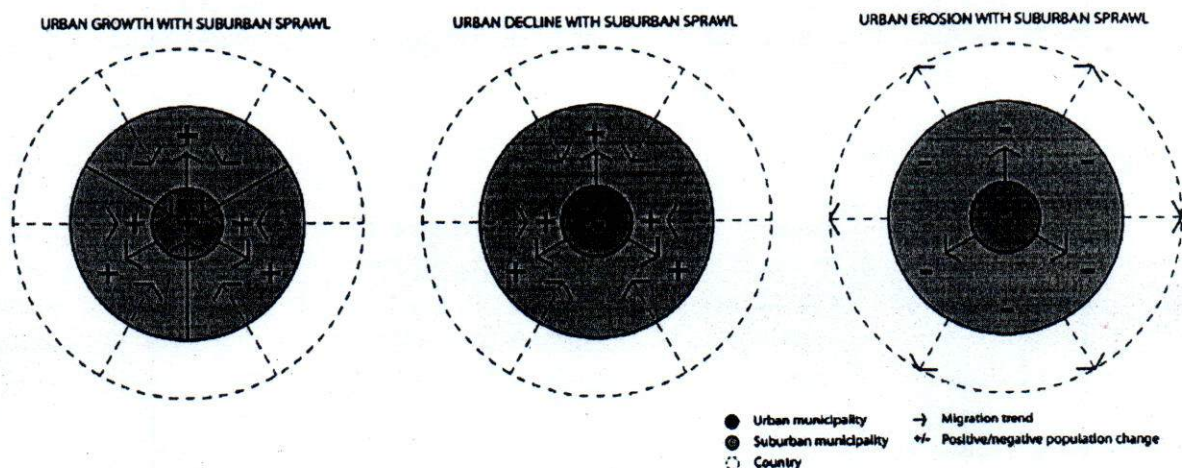 URBAN GROWTH WITH SUBURBAN SPRAWL
URBAN DECLINE WITH SUBURBAN SPRAWL
URBAN EROSION WITH SUBURBAN SPRAWL
Urban municipality
Suburban municipality
Country
Migration trend
+/- Positive/negative population change